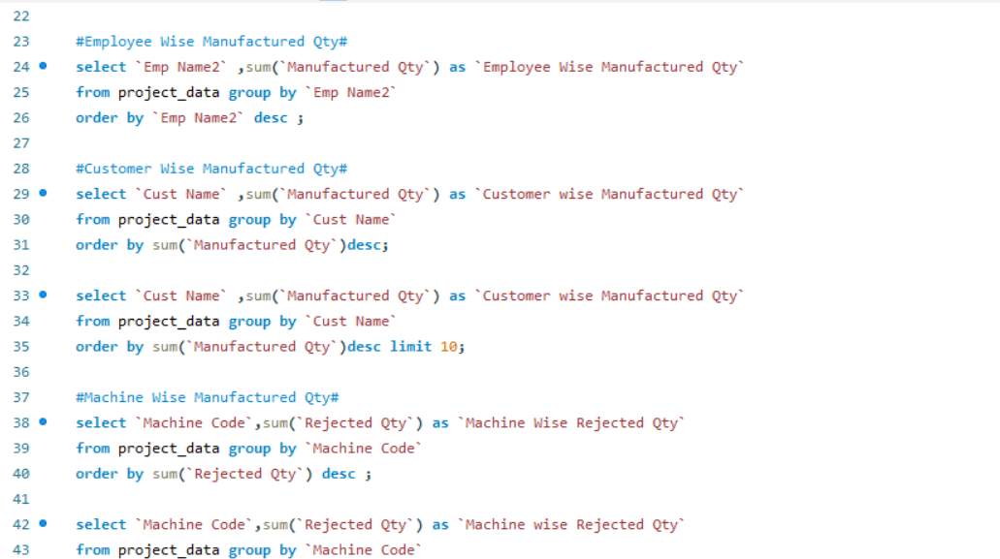 22
23 #Employee Wise Manufactured Qty#
24 select `Emp Name2` ,sum(`Manufactured Qty`) as `Employee Wise Manufactured Qty`
25 from project_data group by `Emp Name2`
26 order by `Emp Name2` desc ;
27
28 #Customer Wise Manufactured Qty#
29 select `Cust Name` ,sum(`Manufactured Qty`) as `Customer wise Manufactured Qty`
30 from project_data group by `Cust Name`
31 order by sum(`Manufactured Qty`)desc;
32
33 select `Cust Name` ,sum(`Manufactured Qty`) as `Customer wise Manufactured Qty`
34 from project_data group by `Cust Name`
35 order by sum(`Manufactured Qty`)desc limit 10;
36
37 #Machine Wise Manufactured Qty#
38 select `Machine Code`,sum(`Rejected Qty`) as `Machine Wise Rejected Qty`
39 from project_data group by `Machine Code`
40 order by sum(`Rejected Qty`) desc ;
41
42 select `Machine Code`,sum(`Rejected Qty`) as `Machine wise Rejected Qty`
43 from project_data group by `Machine Code`